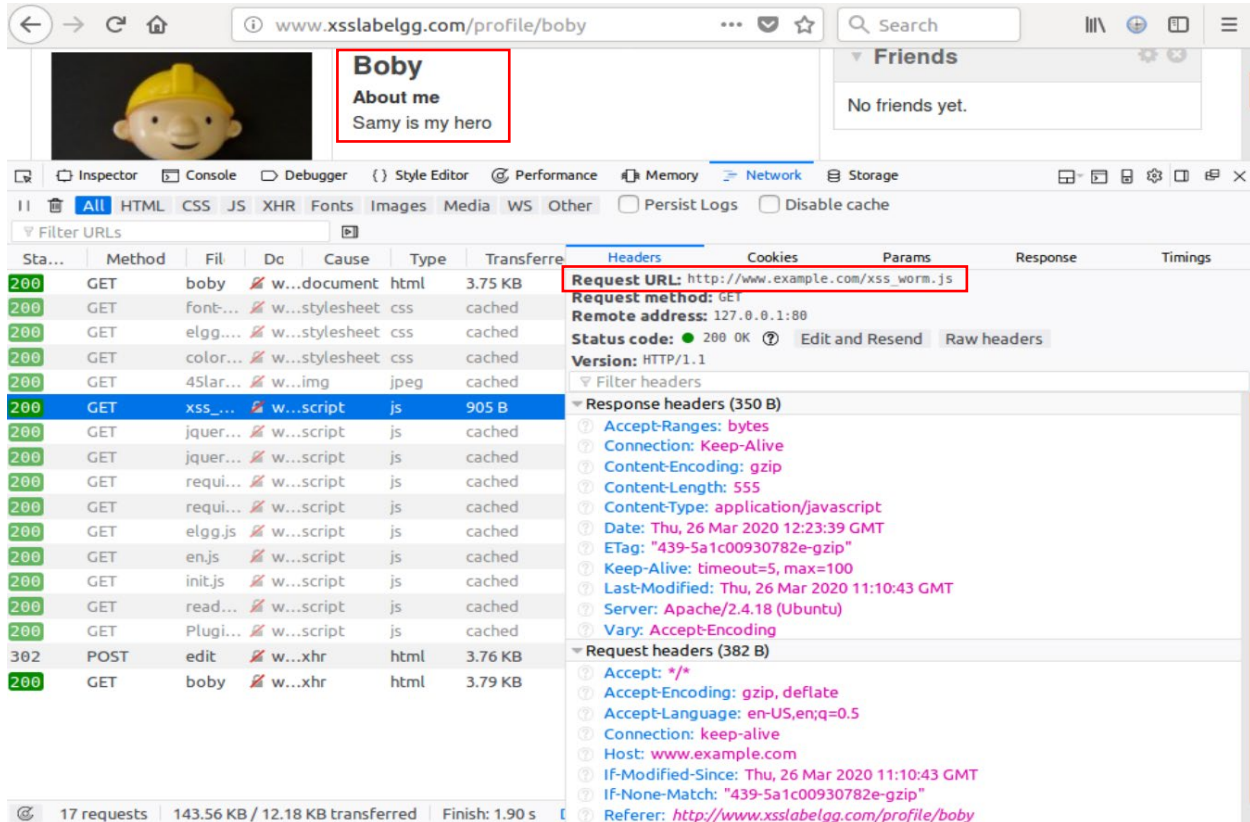 www.xsslabelgg.com/profile/boby
Search
Boby
About me
Samy is my hero
Friends
No friends yet.
Inspector Console Debugger {} Style Editor Performance Memory Network Storage
All HTML CSS JS XHR Fonts Images Media WS Other Persist Logs Disable cache
Filter URLs
Sta... Method Fil Dc Cause Type Transferre
200 GET boby w...document html 3.75 KB
200 GET font-... w...stylesheet css cached
200 GET elgg.... w...stylesheet css cached
200 GET color... w...stylesheet css cached
200 GET 45lar... w...img jpeg cached
200 GET xss_... w...script js 905 B
200 GET jquer... w...script js cached
200 GET jquer... w...script js cached
200 GET requi... w...script js cached
200 GET requi... w...script js cached
200 GET elgg.js w...script js cached
200 GET en.js w...script js cached
200 GET init.js w...script js cached
200 GET read... w...script js cached
200 GET Plugi... w...script js cached
302 POST edit w...xhr html 3.76 KB
200 GET boby w...xhr html 3.79 KB
17 requests 143.56 KB / 12.18 KB transferred Finish: 1.90 s
Headers Cookies Params Response Timings
Request URL: http://www.example.com/xss_worm.js
Request method: GET
Remote address: 127.0.0.1:80
Status code: 200 OK ? Edit and Resend Raw headers
Version: HTTP/1.1
Filter headers
Response headers (350 B)
Accept-Ranges: bytes
Connection: Keep-Alive
Content-Encoding: gzip
Content-Length: 555
Content-Type: application/javascript
Date: Thu, 26 Mar 2020 12:23:39 GMT
ETag: "439-5a1c00930782e-gzip"
Keep-Alive: timeout=5, max=100
Last-Modified: Thu, 26 Mar 2020 11:10:43 GMT
Server: Apache/2.4.18 (Ubuntu)
Vary: Accept-Encoding
Request headers (382 B)
Accept: */*
Accept-Encoding: gzip, deflate
Accept-Language: en-US,en;q=0.5
Connection: keep-alive
Host: www.example.com
If-Modified-Since: Thu, 26 Mar 2020 11:10:43 GMT
If-None-Match: "439-5a1c00930782e-gzip"
Referer: http://www.xsslabelgg.com/profile/boby